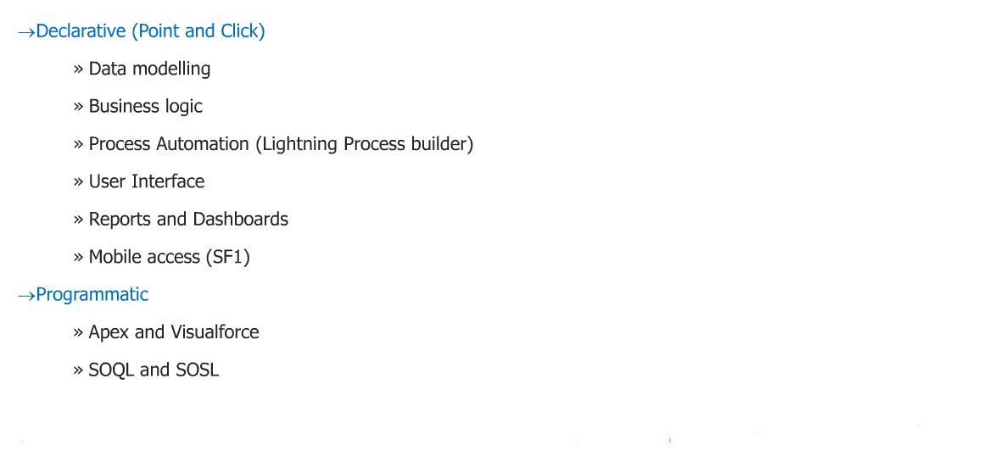 →Declarative (Point and Click)
» Data modelling
» Business logic
» Process Automation (Lightning Process builder)
» User Interface
» Reports and Dashboards
» Mobile access (SF1)
→Programmatic
» Apex and Visualforce
» SOQL and SOSL